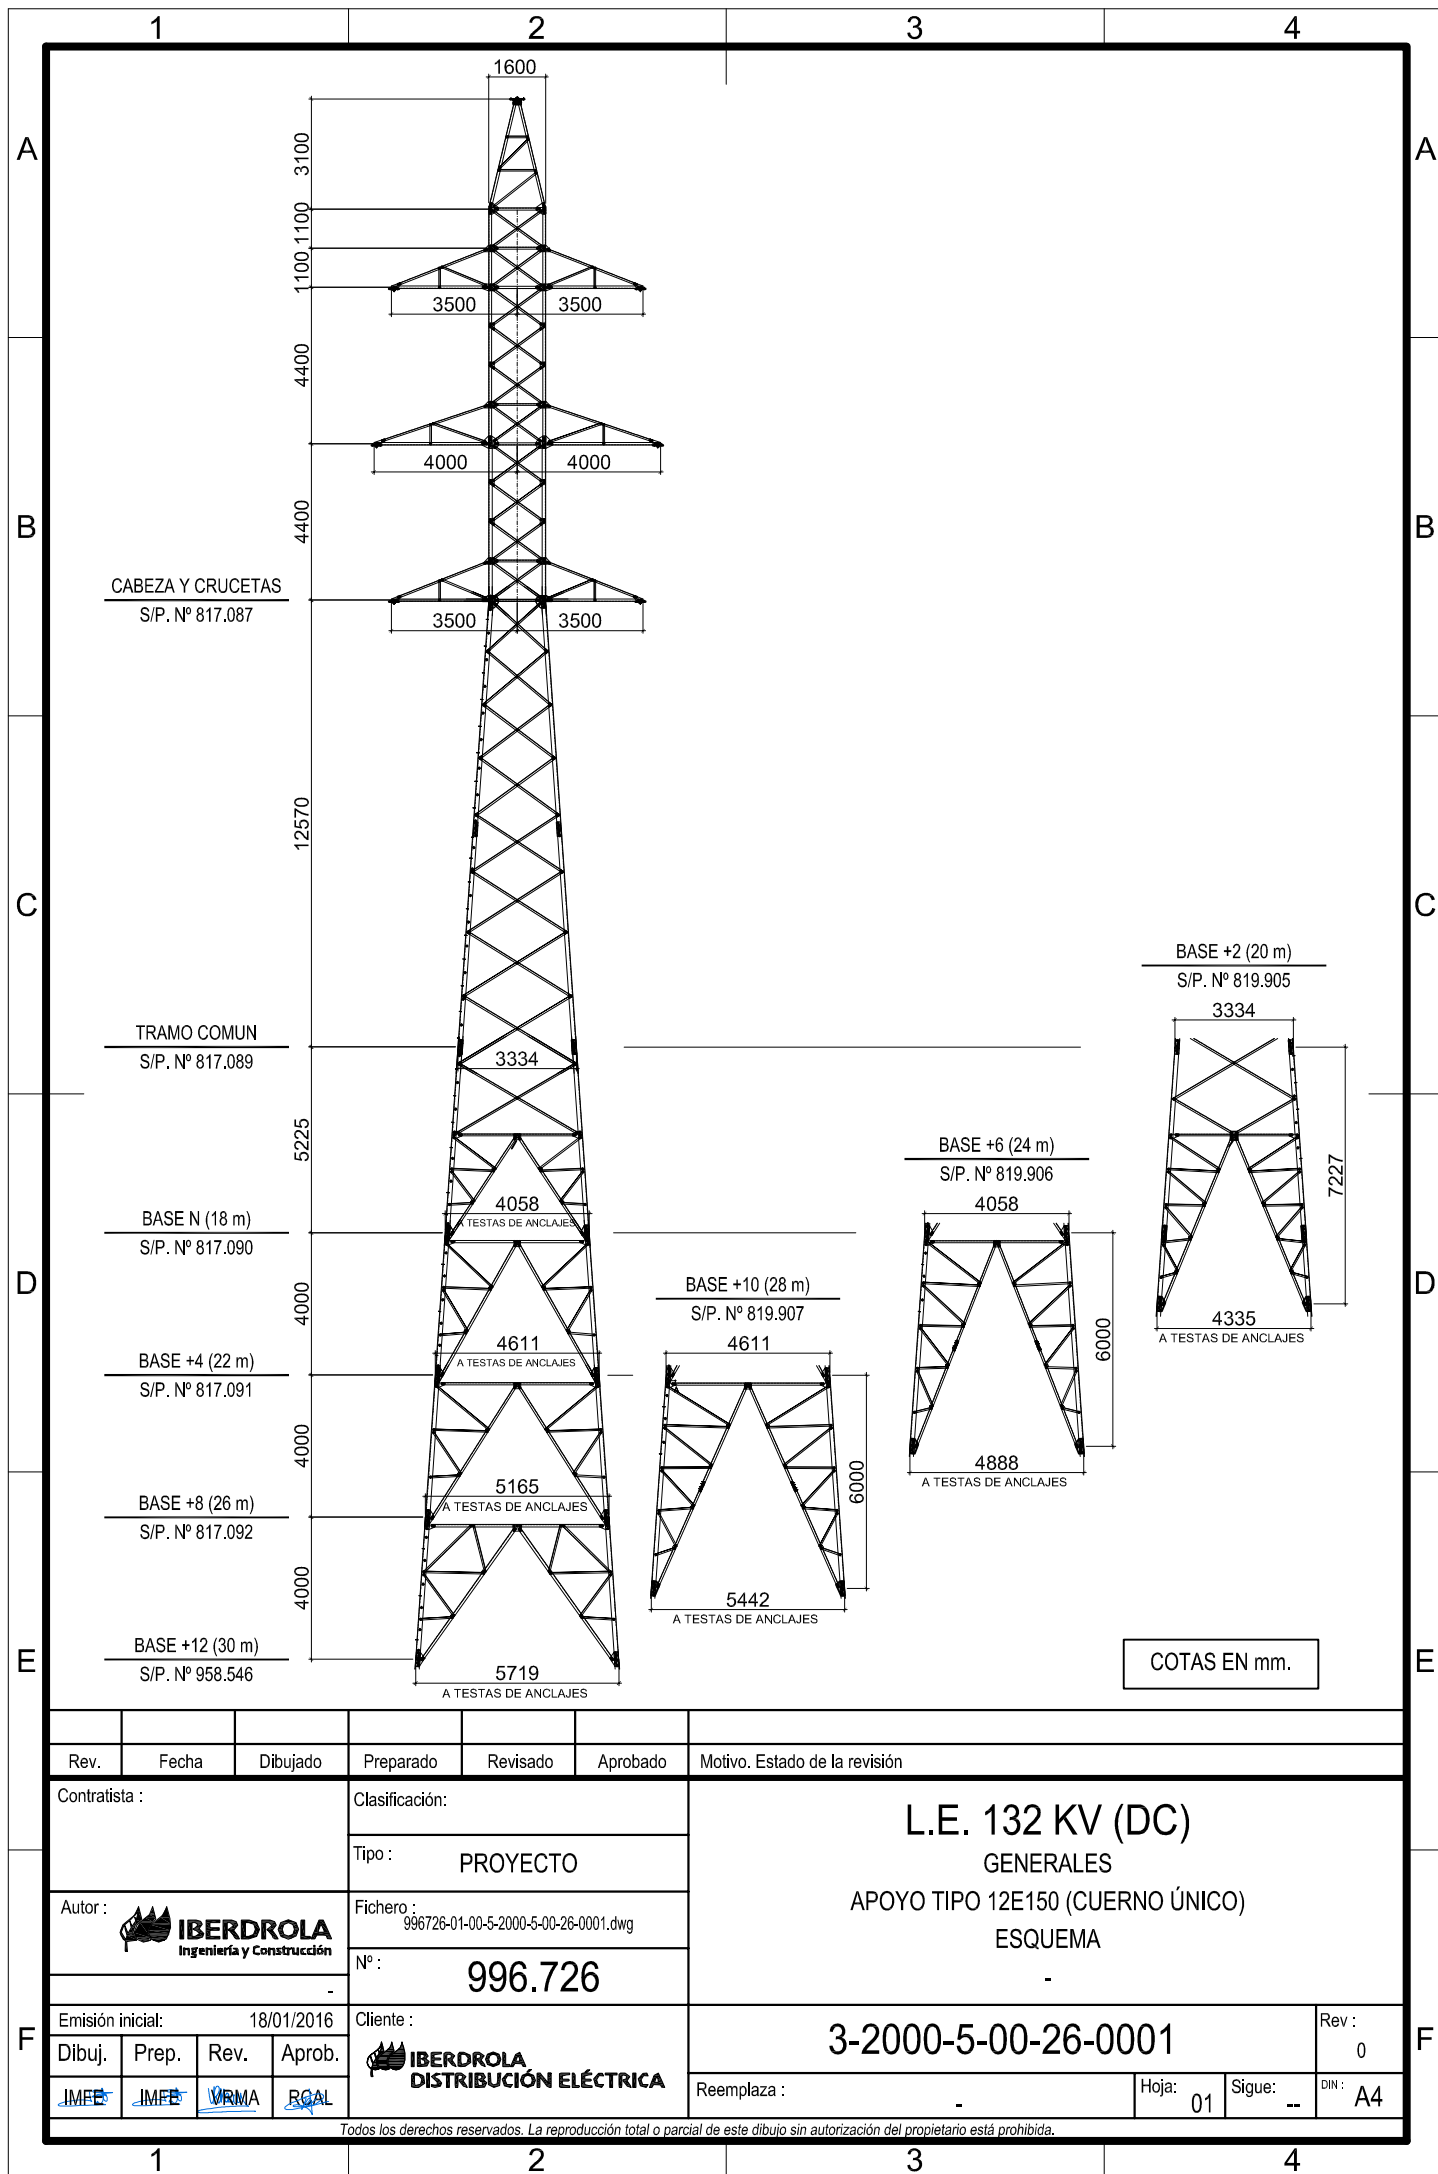 1 2 3 4
A A
B B
C C
D D
E E
F F
1600
3100
1100
1100
3500 3500
4400
4000 4000
4400
CABEZA Y CRUCETAS
S/P. Nº 817.087
3500 3500
12570
TRAMO COMUN
S/P. Nº 817.089
3334
5225
BASE N (18 m)
S/P. Nº 817.090
4058
A TESTAS DE ANCLAJES
4000
BASE +4 (22 m)
S/P. Nº 817.091
4611
A TESTAS DE ANCLAJES
4000
BASE +8 (26 m)
S/P. Nº 817.092
5165
A TESTAS DE ANCLAJES
4000
BASE +12 (30 m)
S/P. Nº 958.546
5719
A TESTAS DE ANCLAJES
BASE +10 (28 m)
S/P. Nº 819.907
4611
6000
5442
A TESTAS DE ANCLAJES
BASE +6 (24 m)
S/P. Nº 819.906
4058
6000
4888
A TESTAS DE ANCLAJES
BASE +2 (20 m)
S/P. Nº 819.905
3334
7227
4335
A TESTAS DE ANCLAJES
COTAS EN mm.
Rev. Fecha Dibujado Preparado Revisado Aprobado Motivo. Estado de la revisión
Contratista :
Clasificación:
Tipo : PROYECTO
Autor :
IBERDROLA
Ingeniería y Construcción
-
Fichero :
996726-01-00-5-2000-5-00-26-0001.dwg
Nº : 996.726
L.E. 132 KV (DC)
GENERALES
APOYO TIPO 12E150 (CUERNO ÚNICO)
ESQUEMA
-
Emisión inicial: 18/01/2016
Dibuj. Prep. Rev. Aprob.
IMFE IMFE VRMA RCAL
Cliente :
IBERDROLA
DISTRIBUCIÓN ELÉCTRICA
3-2000-5-00-26-0001
Rev :
0
Reemplaza : -
Hoja: 01
Sigue: --
DIN : A4
Todos los derechos reservados. La reproducción total o parcial de este dibujo sin autorización del propietario está prohibida.
1 2 3 4